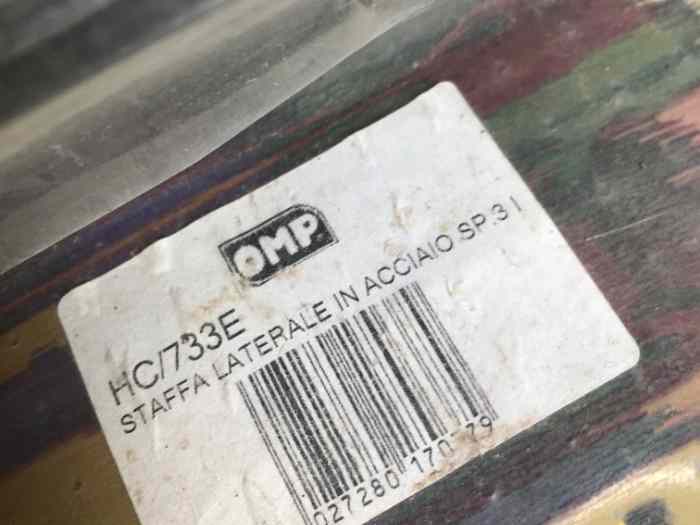 OMP
HC/733E
STAFFA LATERALE IN ACCIAIO SP.3
027280 170 79